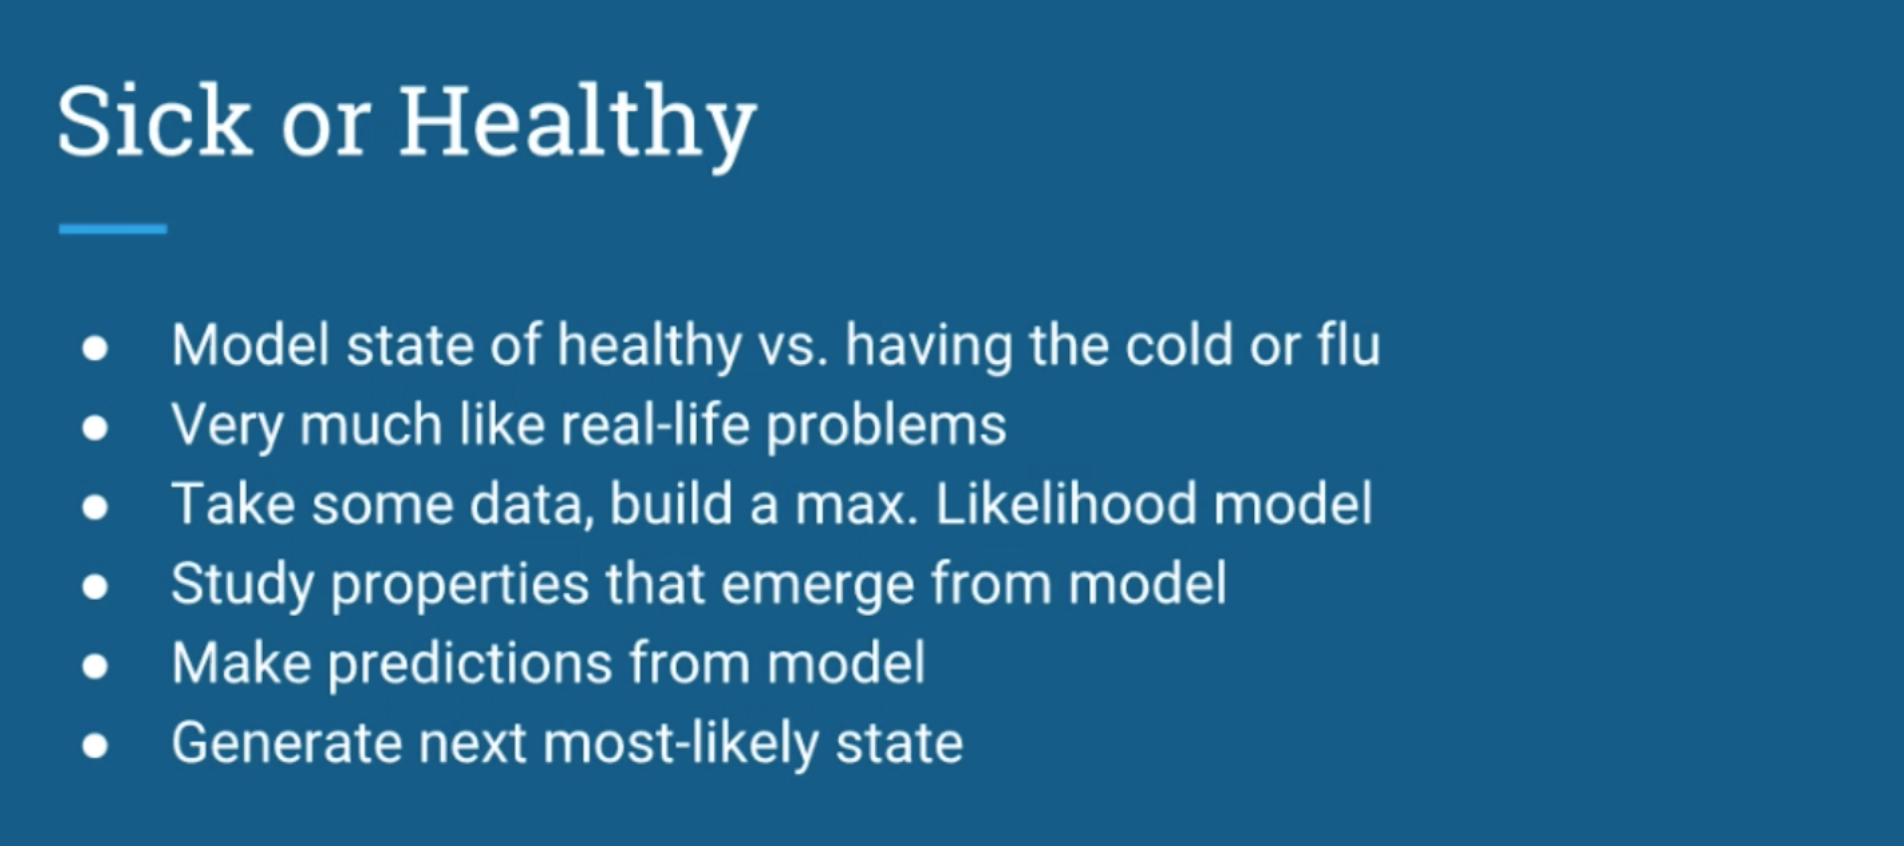 Sick or Healthy
● Model state of healthy vs. having the cold or flu
● Very much like real-life problems
● Take some data, build a max. Likelihood model
● Study properties that emerge from model
● Make predictions from model
● Generate next most-likely state